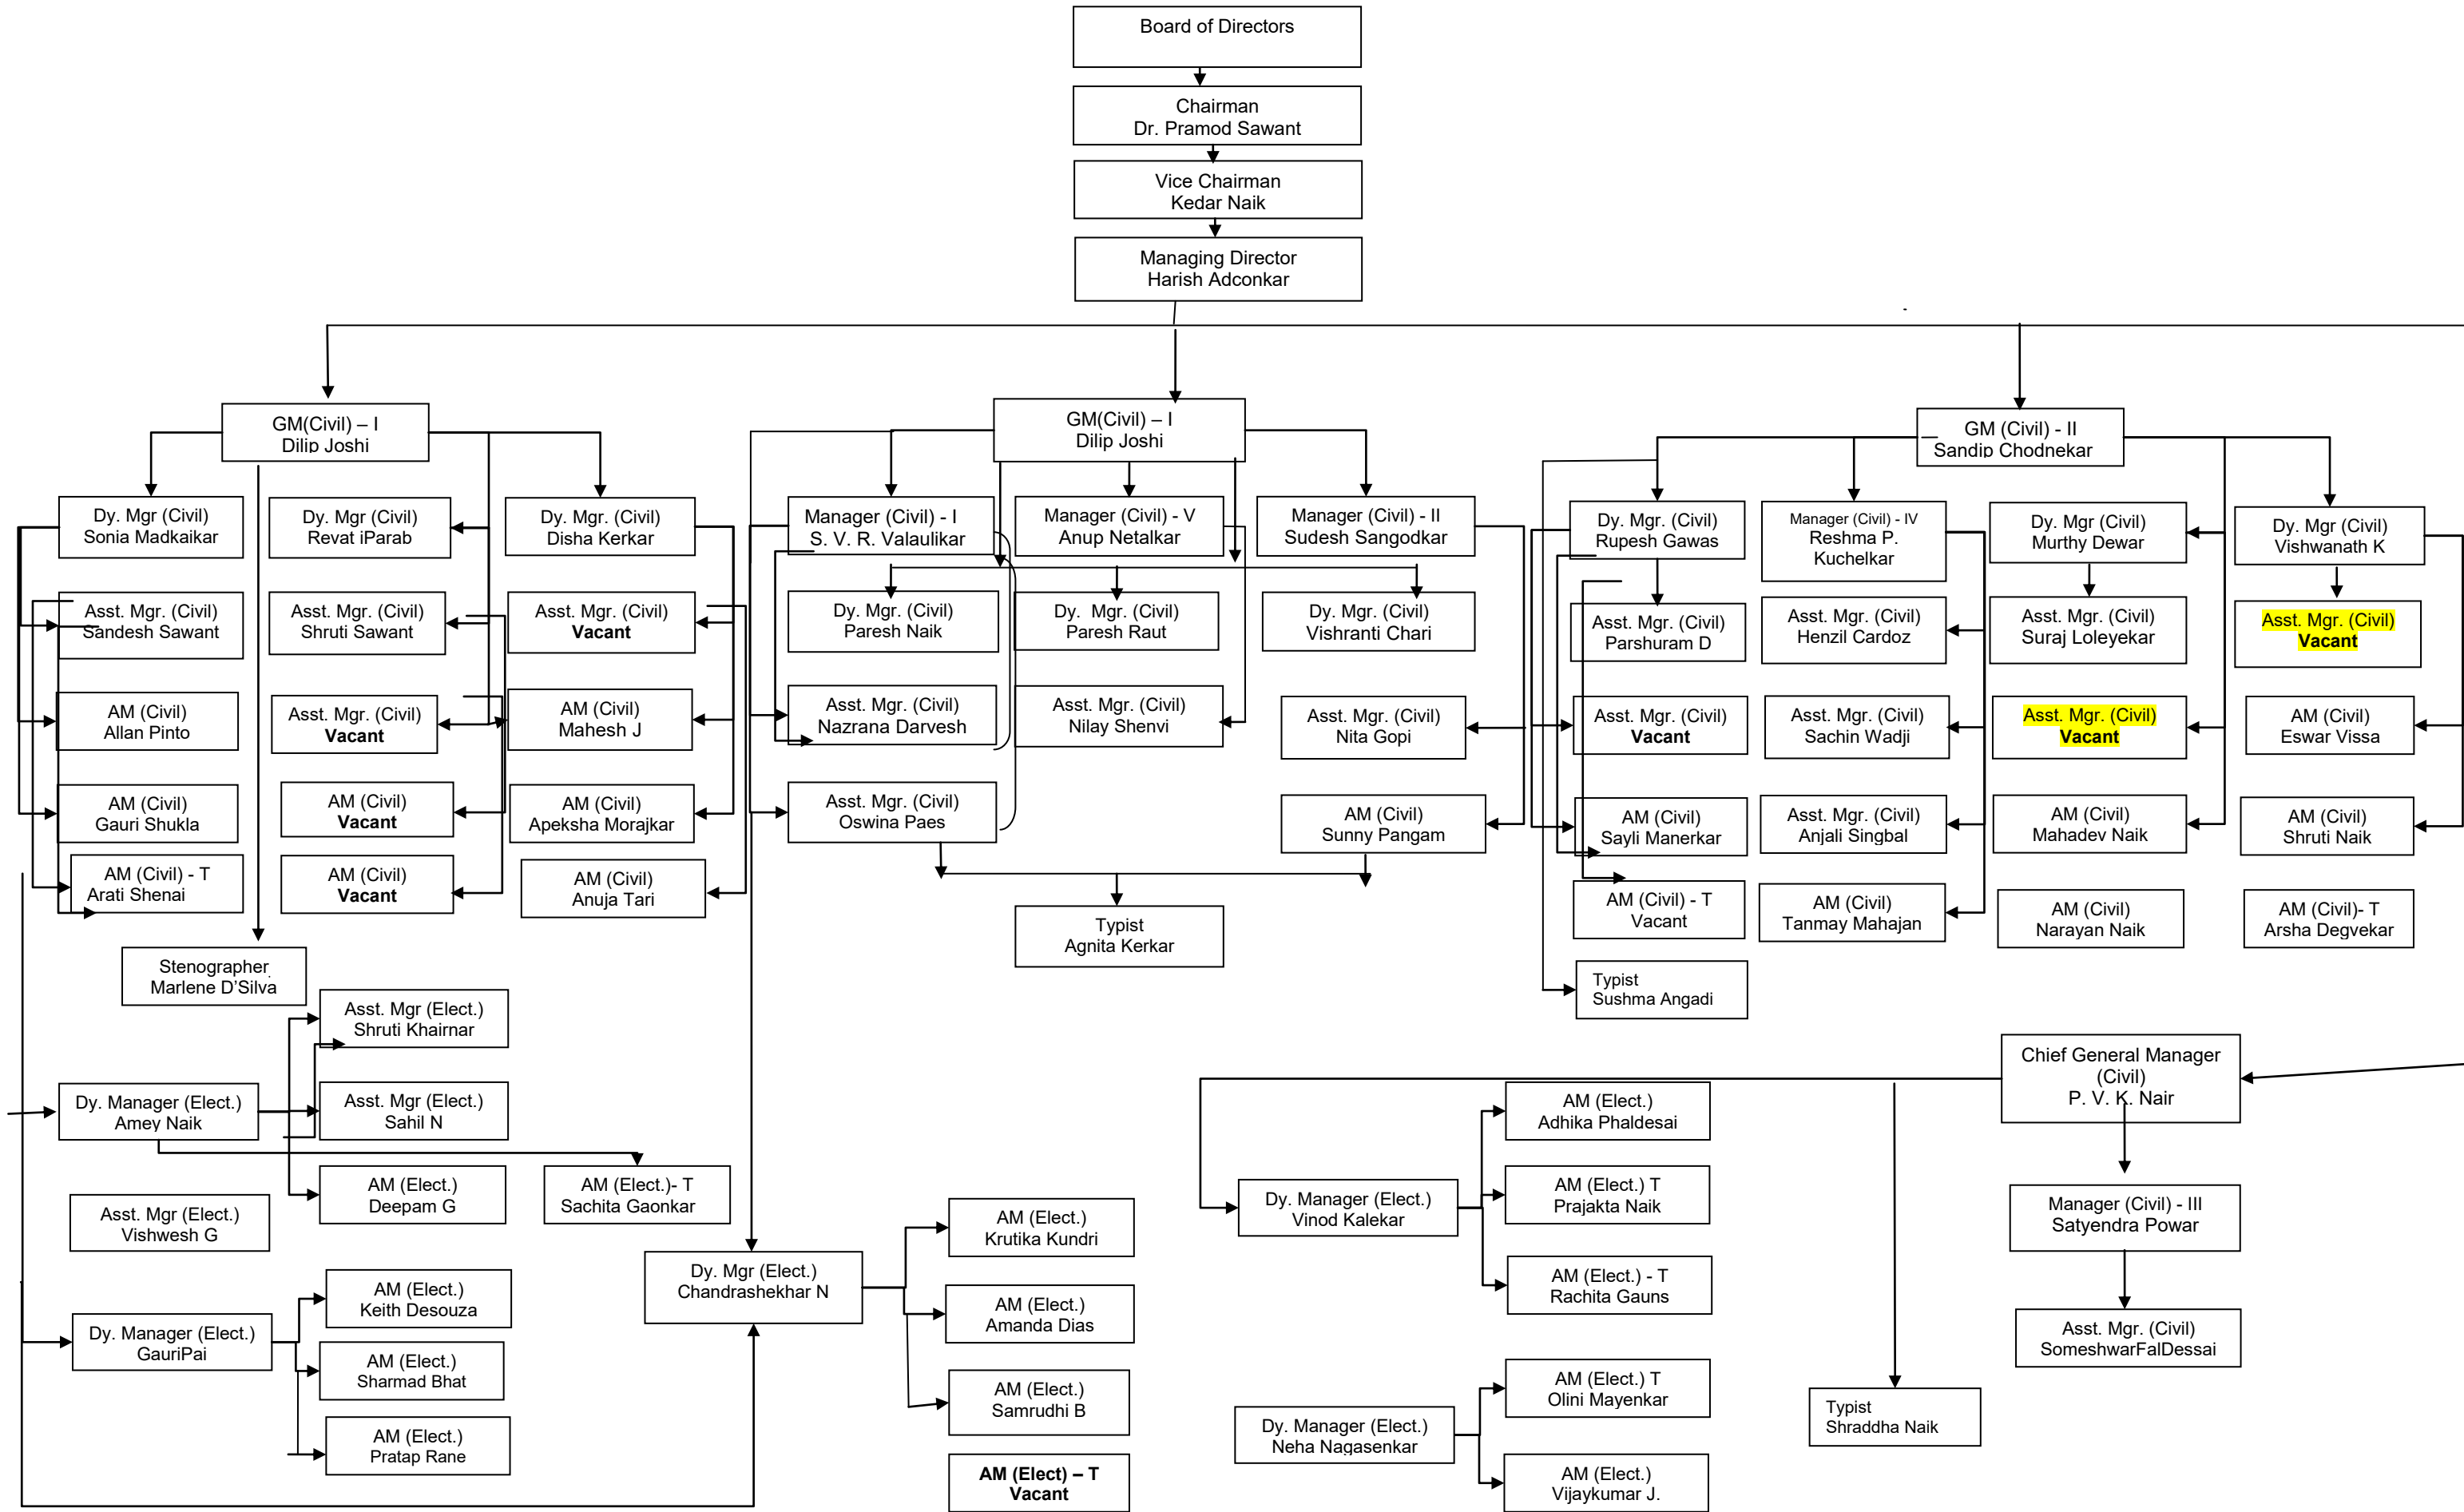 Board of Directors
Chairman
Dr. Pramod Sawant
Vice Chairman
Kedar Naik
Managing Director
Harish Adconkar
GM(Civil) – I
Dilip Joshi
GM(Civil) – I
Dilip Joshi
GM (Civil) - II
Sandip Chodnekar
Dy. Mgr (Civil)
Sonia Madkaikar
Dy. Mgr (Civil)
Revat iParab
Dy. Mgr. (Civil)
Disha Kerkar
Manager (Civil) - I
S. V. R. Valaulikar
Manager (Civil) - V
Anup Netalkar
Manager (Civil) - II
Sudesh Sangodkar
Dy. Mgr. (Civil)
Rupesh Gawas
Manager (Civil) - IV
Reshma P.
Kuchelkar
Dy. Mgr (Civil)
Murthy Dewar
Dy. Mgr (Civil)
Vishwanath K
Asst. Mgr. (Civil)
Sandesh Sawant
Asst. Mgr. (Civil)
Shruti Sawant
Asst. Mgr. (Civil)
Vacant
Dy. Mgr. (Civil)
Paresh Naik
Dy. Mgr. (Civil)
Paresh Raut
Dy. Mgr. (Civil)
Vishranti Chari
Asst. Mgr. (Civil)
Parshuram D
Asst. Mgr. (Civil)
Henzil Cardoz
Asst. Mgr. (Civil)
Suraj Loleyekar
Asst. Mgr. (Civil)
Vacant
AM (Civil)
Allan Pinto
Asst. Mgr. (Civil)
Vacant
AM (Civil)
Mahesh J
Asst. Mgr. (Civil)
Nazrana Darvesh
Asst. Mgr. (Civil)
Nilay Shenvi
Asst. Mgr. (Civil)
Nita Gopi
Asst. Mgr. (Civil)
Vacant
Asst. Mgr. (Civil)
Sachin Wadji
Asst. Mgr. (Civil)
Vacant
AM (Civil)
Eswar Vissa
AM (Civil)
Gauri Shukla
AM (Civil)
Vacant
AM (Civil)
Apeksha Morajkar
Asst. Mgr. (Civil)
Oswina Paes
AM (Civil)
Sunny Pangam
AM (Civil)
Sayli Manerkar
Asst. Mgr. (Civil)
Anjali Singbal
AM (Civil)
Mahadev Naik
AM (Civil)
Shruti Naik
AM (Civil) - T
Arati Shenai
AM (Civil)
Vacant
AM (Civil)
Anuja Tari
Typist
Agnita Kerkar
AM (Civil) - T
Vacant
AM (Civil)
Tanmay Mahajan
AM (Civil)
Narayan Naik
AM (Civil)- T
Arsha Degvekar
Stenographer
Marlene D'Silva
Typist
Sushma Angadi
Asst. Mgr (Elect.)
Shruti Khairnar
Chief General Manager
(Civil)
P. V. K. Nair
Dy. Manager (Elect.)
Amey Naik
Asst. Mgr (Elect.)
Sahil N
AM (Elect.)
Adhika Phaldesai
Asst. Mgr (Elect.)
Vishwesh G
AM (Elect.)
Deepam G
AM (Elect.)- T
Sachita Gaonkar
Dy. Manager (Elect.)
Vinod Kalekar
AM (Elect.) T
Prajakta Naik
Manager (Civil) - III
Satyendra Powar
AM (Elect.)
Krutika Kundri
AM (Elect.) - T
Rachita Gauns
Dy. Mgr (Elect.)
Chandrashekhar N
AM (Elect.)
Keith Desouza
AM (Elect.)
Amanda Dias
Dy. Manager (Elect.)
GauriPai
AM (Elect.)
Sharmad Bhat
Asst. Mgr. (Civil)
SomeshwarFalDessai
AM (Elect.)
Samrudhi B
AM (Elect.) T
Olini Mayenkar
Typist
Shraddha Naik
AM (Elect.)
Pratap Rane
Dy. Manager (Elect.)
Neha Nagasenkar
AM (Elect) – T
Vacant
AM (Elect.)
Vijaykumar J.